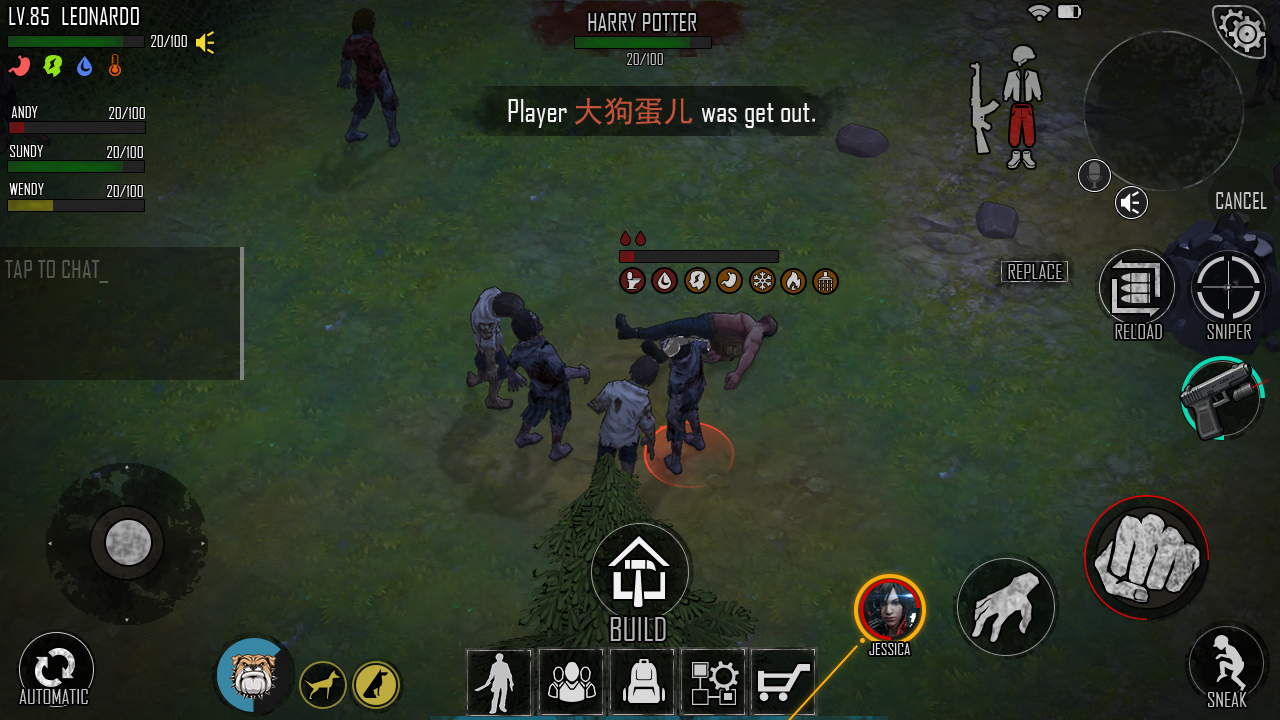 LV.85 LEONARDO
20/100
HARRY POTTER
20/100
ANDY 20/100
SUNDY 20/100
WENDY 20/100
Player 大狗蛋儿 was get out.
TAP TO CHAT_
CANCEL
REPLACE
RELOAD
SNIPER
BUILD
JESSICA
AUTOMATIC
SNEAK